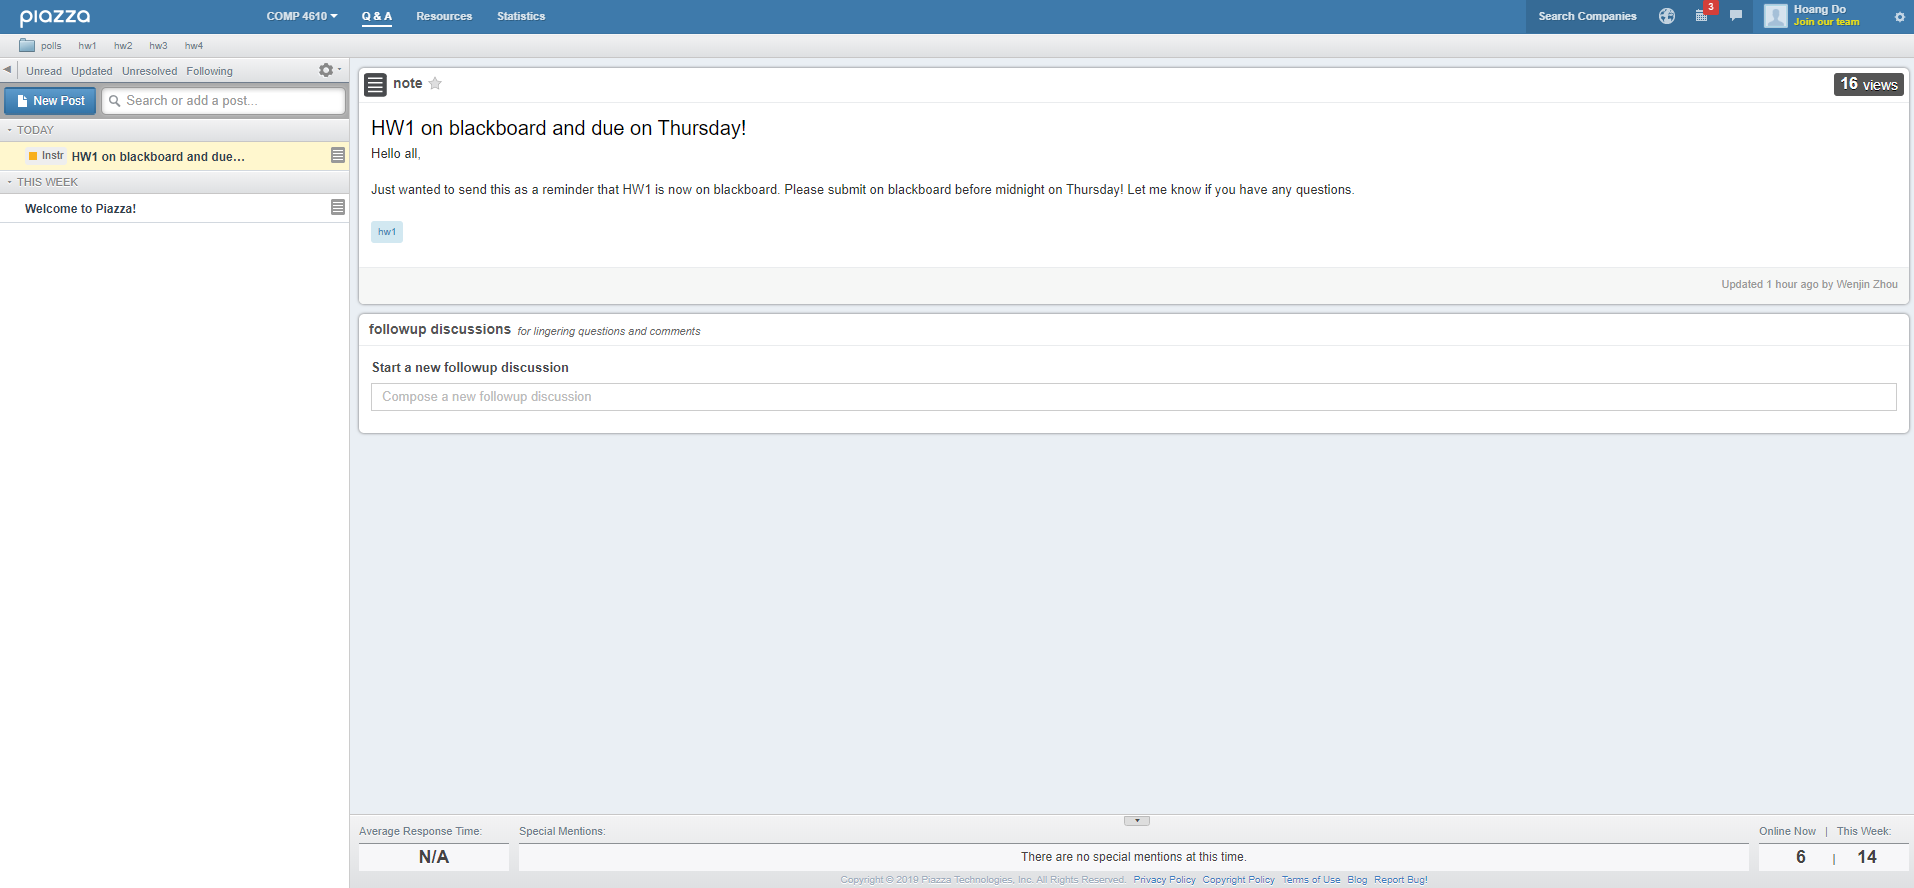 piazza
COMP 4610
Q & A
Resources
Statistics
Search Companies
3
Hoang Do
Join our team
polls
hw1
hw2
hw3
hw4
Unread
Updated
Unresolved
Following
New Post
Search or add a post...
TODAY
Instr HW1 on blackboard and due...
THIS WEEK
Welcome to Piazza!
note
16 views
HW1 on blackboard and due on Thursday!
Hello all,
Just wanted to send this as a reminder that HW1 is now on blackboard. Please submit on blackboard before midnight on Thursday! Let me know if you have any questions.
hw1
Updated 1 hour ago by Wenjin Zhou
followup discussions for lingering questions and comments
Start a new followup discussion
Compose a new followup discussion
Average Response Time:
N/A
Special Mentions:
There are no special mentions at this time.
Online Now | This Week:
6 | 14
Copyright © 2019 Piazza Technologies, Inc. All Rights Reserved. Privacy Policy Copyright Policy Terms of Use Blog Report Bug!